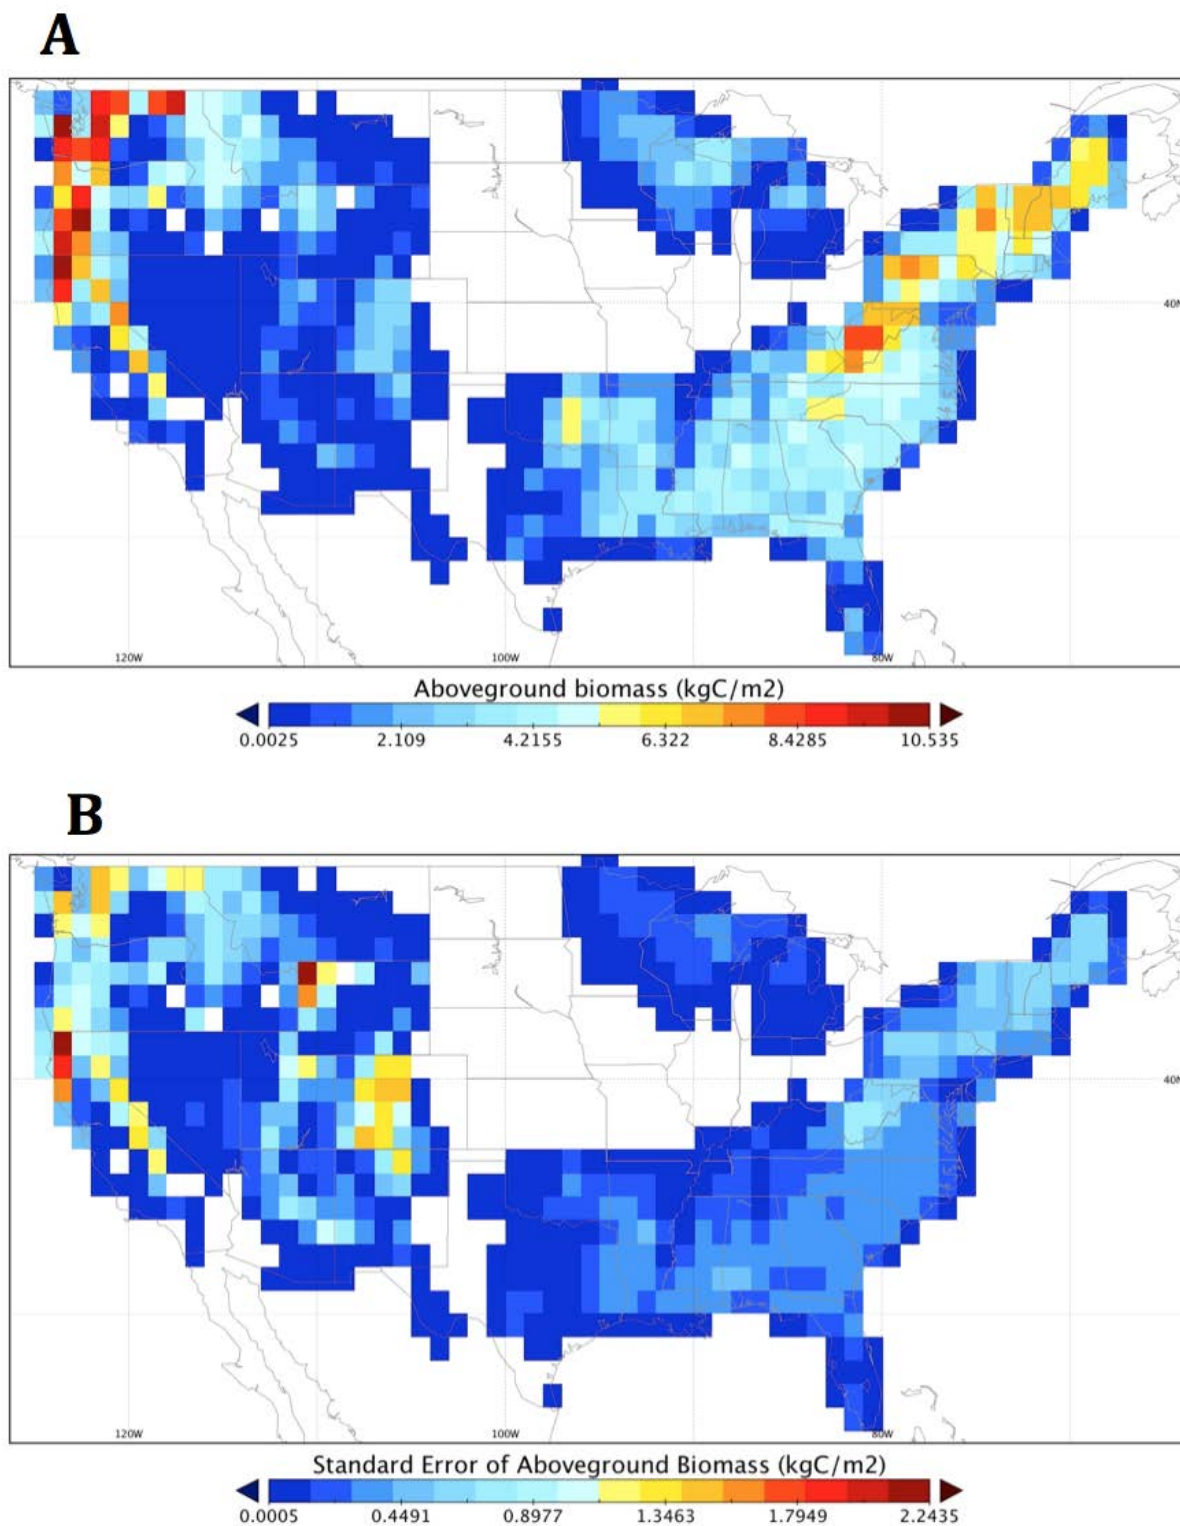 A
40N
120W 100W 80W
Aboveground biomass (kgC/m2)
0.0025 2.109 4.2155 6.322 8.4285 10.535
B
40N
120W 100W 80W
Standard Error of Aboveground Biomass (kgC/m2)
0.0005 0.4491 0.8977 1.3463 1.7949 2.2435